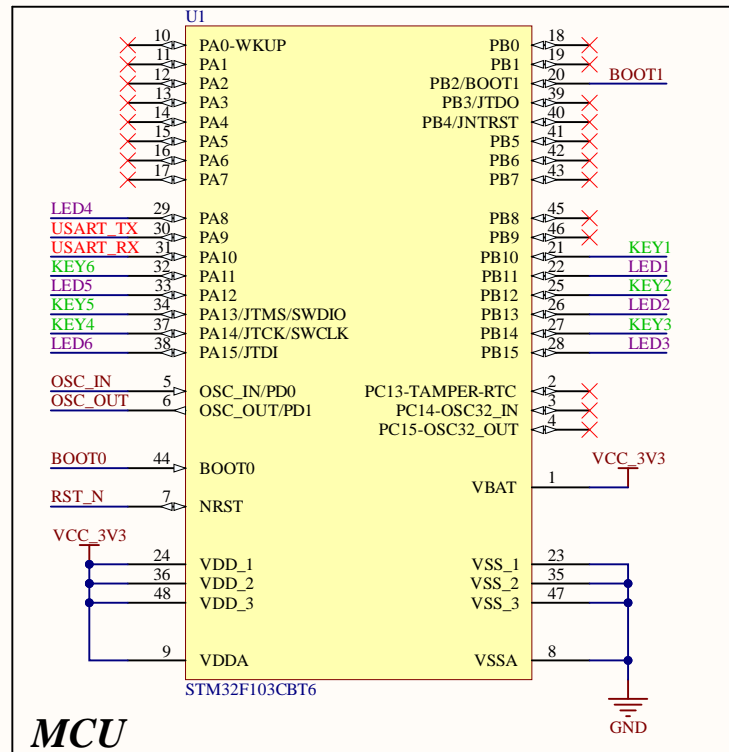 U1
10 PA0-WKUP PB0 18
11 PA1 PB1 19
12 PA2 PB2/BOOT1 20 BOOT1
13 PA3 PB3/JTDO 39
14 PA4 PB4/JNTRST 40
15 PA5 PB5 41
16 PA6 PB6 42
17 PA7 PB7 43
LED4 29 PA8 PB8 45
USART_TX 30 PA9 PB9 46
USART_RX 31 PA10 PB10 21 KEY1
KEY6 32 PA11 PB11 22 LED1
LED5 33 PA12 PB12 25 KEY2
KEY5 34 PA13/JTMS/SWDIO PB13 26 LED2
KEY4 37 PA14/JTCK/SWCLK PB14 27 KEY3
LED6 38 PA15/JTDI PB15 28 LED3
OSC_IN 5 OSC_IN/PD0 PC13-TAMPER-RTC 2
OSC_OUT 6 OSC_OUT/PD1 PC14-OSC32_IN 3
PC15-OSC32_OUT 4
BOOT0 44 BOOT0 VCC_3V3
VBAT 1
RST_N 7 NRST
VCC_3V3
24 VDD_1 VSS_1 23
36 VDD_2 VSS_2 35
48 VDD_3 VSS_3 47
9 VDDA VSSA 8
STM32F103CBT6
MCU GND